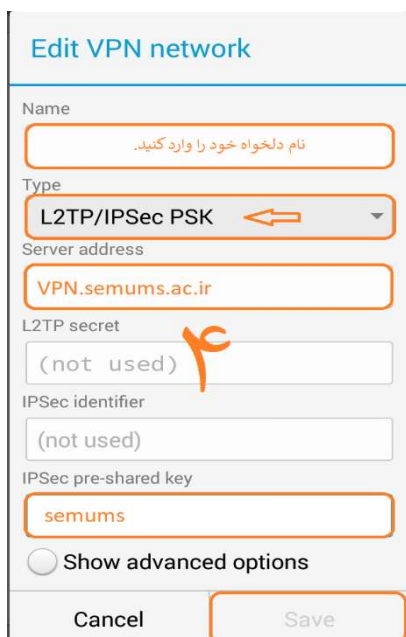 Edit VPN network
Name
نام دلخواه خود را وارد کنید.
Type
L2TP/IPSec PSK
Server address
VPN.semums.ac.ir
L2TP secret
(not used)
۴
IPSec identifier
(not used)
IPSec pre-shared key
semums
Show advanced options
Cancel
Save